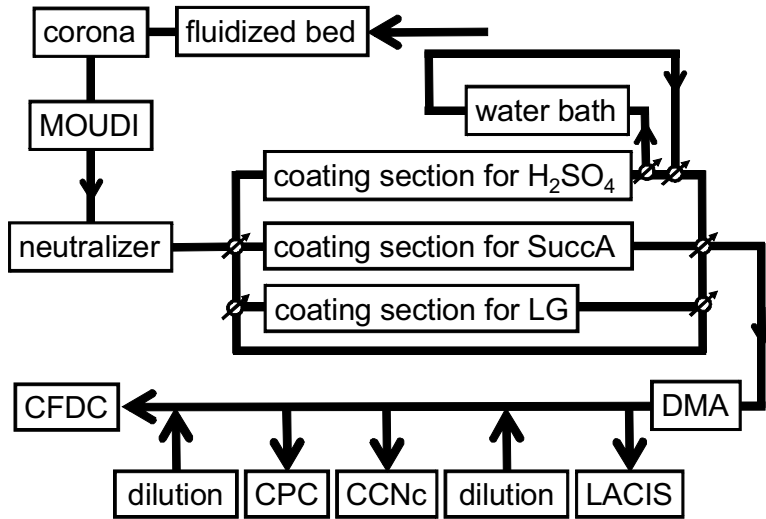 corona
fluidized bed
MOUDI
water bath
coating section for H₂SO₄
neutralizer
coating section for SuccA
coating section for LG
CFDC
DMA
dilution
CPC
CCNc
dilution
LACIS